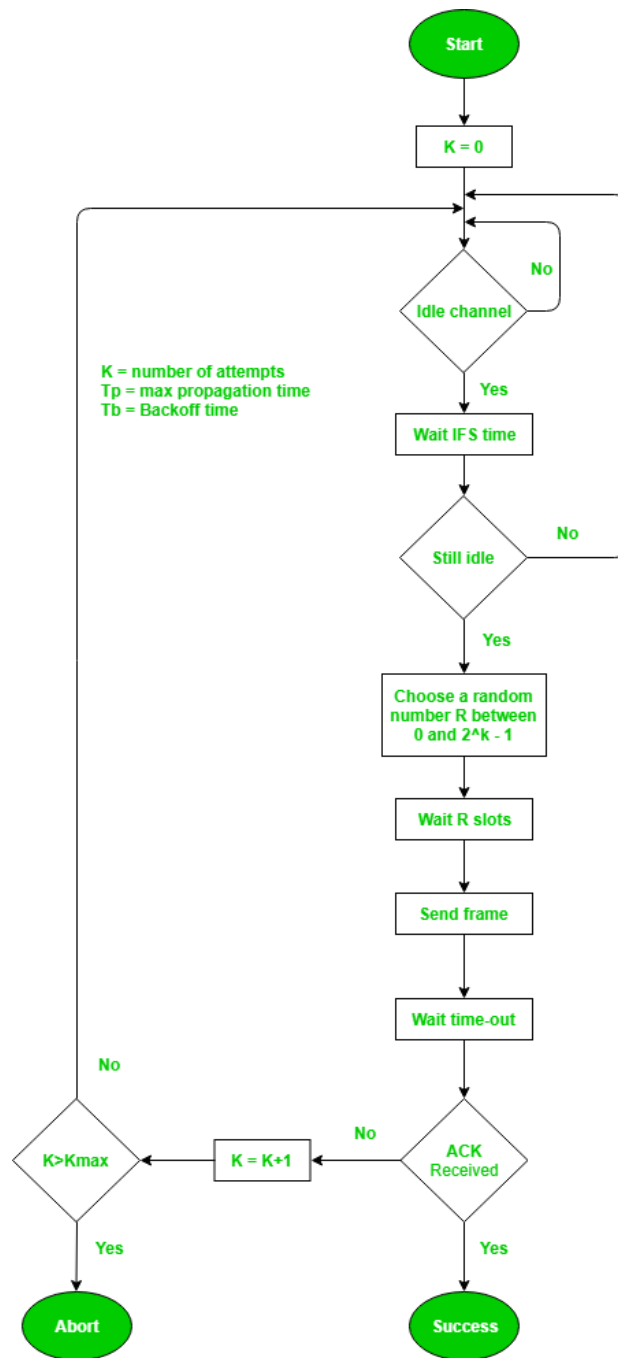 Start
K = 0
No
Idle channel
K = number of attempts
Tp = max propagation time
Tb = Backoff time
Yes
Wait IFS time
No
Still idle
Yes
Choose a random
number R between
0 and 2^k - 1
Wait R slots
Send frame
Wait time-out
No
K>Kmax
K = K+1
No
ACK
Received
Yes
Yes
Abort
Success